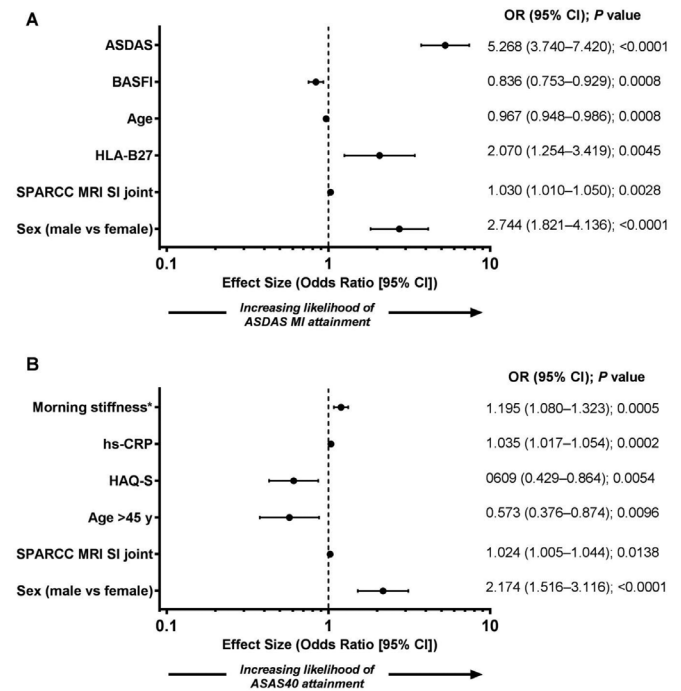 A
OR (95% CI); P value
ASDAS 5.268 (3.740–7.420); <0.0001
BASFI 0.836 (0.753–0.929); 0.0008
Age 0.967 (0.948–0.986); 0.0008
HLA-B27 2.070 (1.254–3.419); 0.0045
SPARCC MRI SI joint 1.030 (1.010–1.050); 0.0028
Sex (male vs female) 2.744 (1.821–4.136); <0.0001
0.1 1 10
Effect Size (Odds Ratio [95% CI])
Increasing likelihood of
ASDAS MI attainment
B
OR (95% CI); P value
Morning stiffness* 1.195 (1.080–1.323); 0.0005
hs-CRP 1.035 (1.017–1.054); 0.0002
HAQ-S 0609 (0.429–0.864); 0.0054
Age >45 y 0.573 (0.376–0.874); 0.0096
SPARCC MRI SI joint 1.024 (1.005–1.044); 0.0138
Sex (male vs female) 2.174 (1.516–3.116); <0.0001
0.1 1 10
Effect Size (Odds Ratio [95% CI])
Increasing likelihood of
ASAS40 attainment